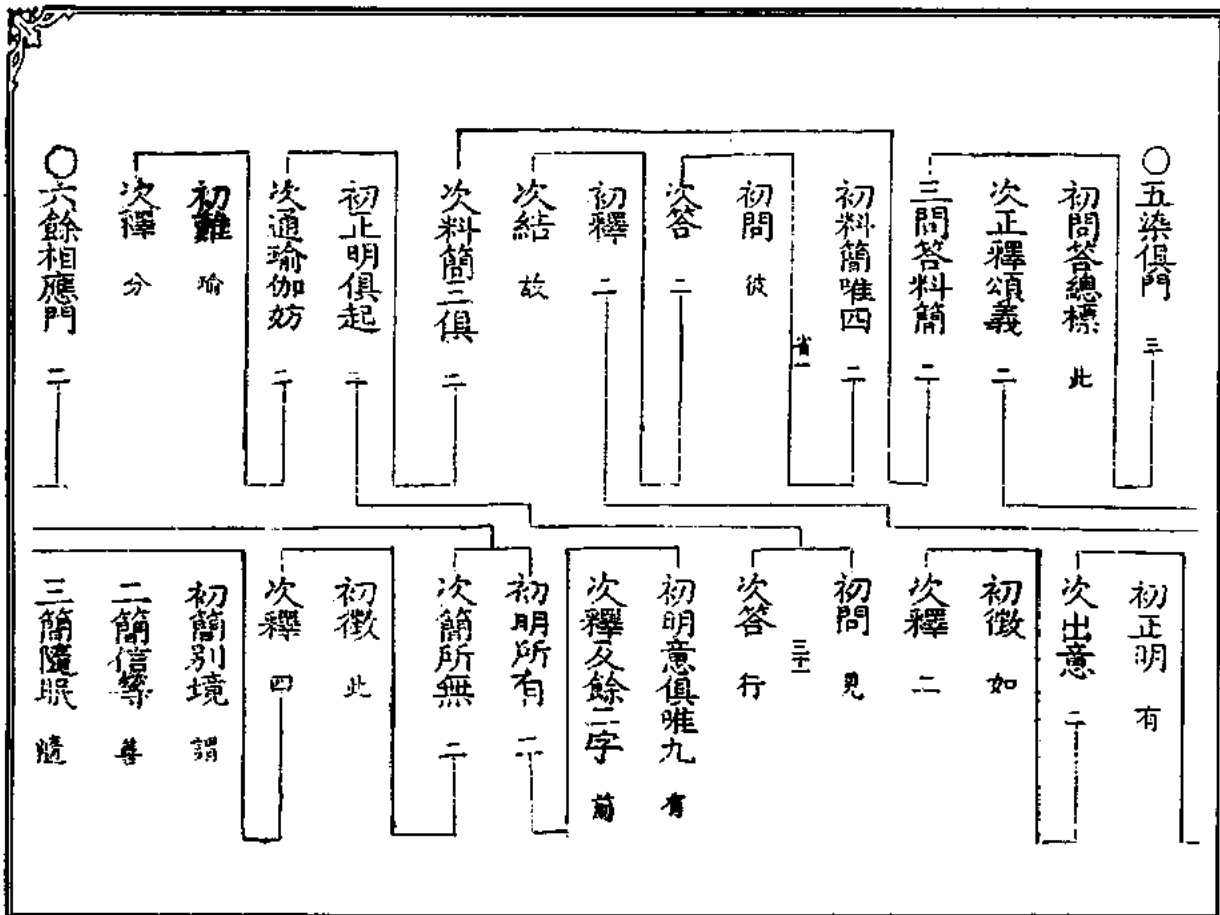 ○五染俱門 三
初問答總標 此
次正釋頌義 二
三問答料簡 二
初料簡唯四 二
省一
初問 彼
次答 二
初釋 二
次結 故
次料簡三俱 二
初正明俱起 二
次通瑜伽妨 二
初難 瑜
次釋 分
○六餘相應門 二
初正明 有
次出意 二
初徵 如
次釋 二
初問 見
三十一
次答 行
初明意俱唯九 有
次釋及餘二字 前
初明所有 二
次簡所無 二
初徵 此
次釋 四
初簡別境 謂
二簡信等 善
三簡隨眠 隨